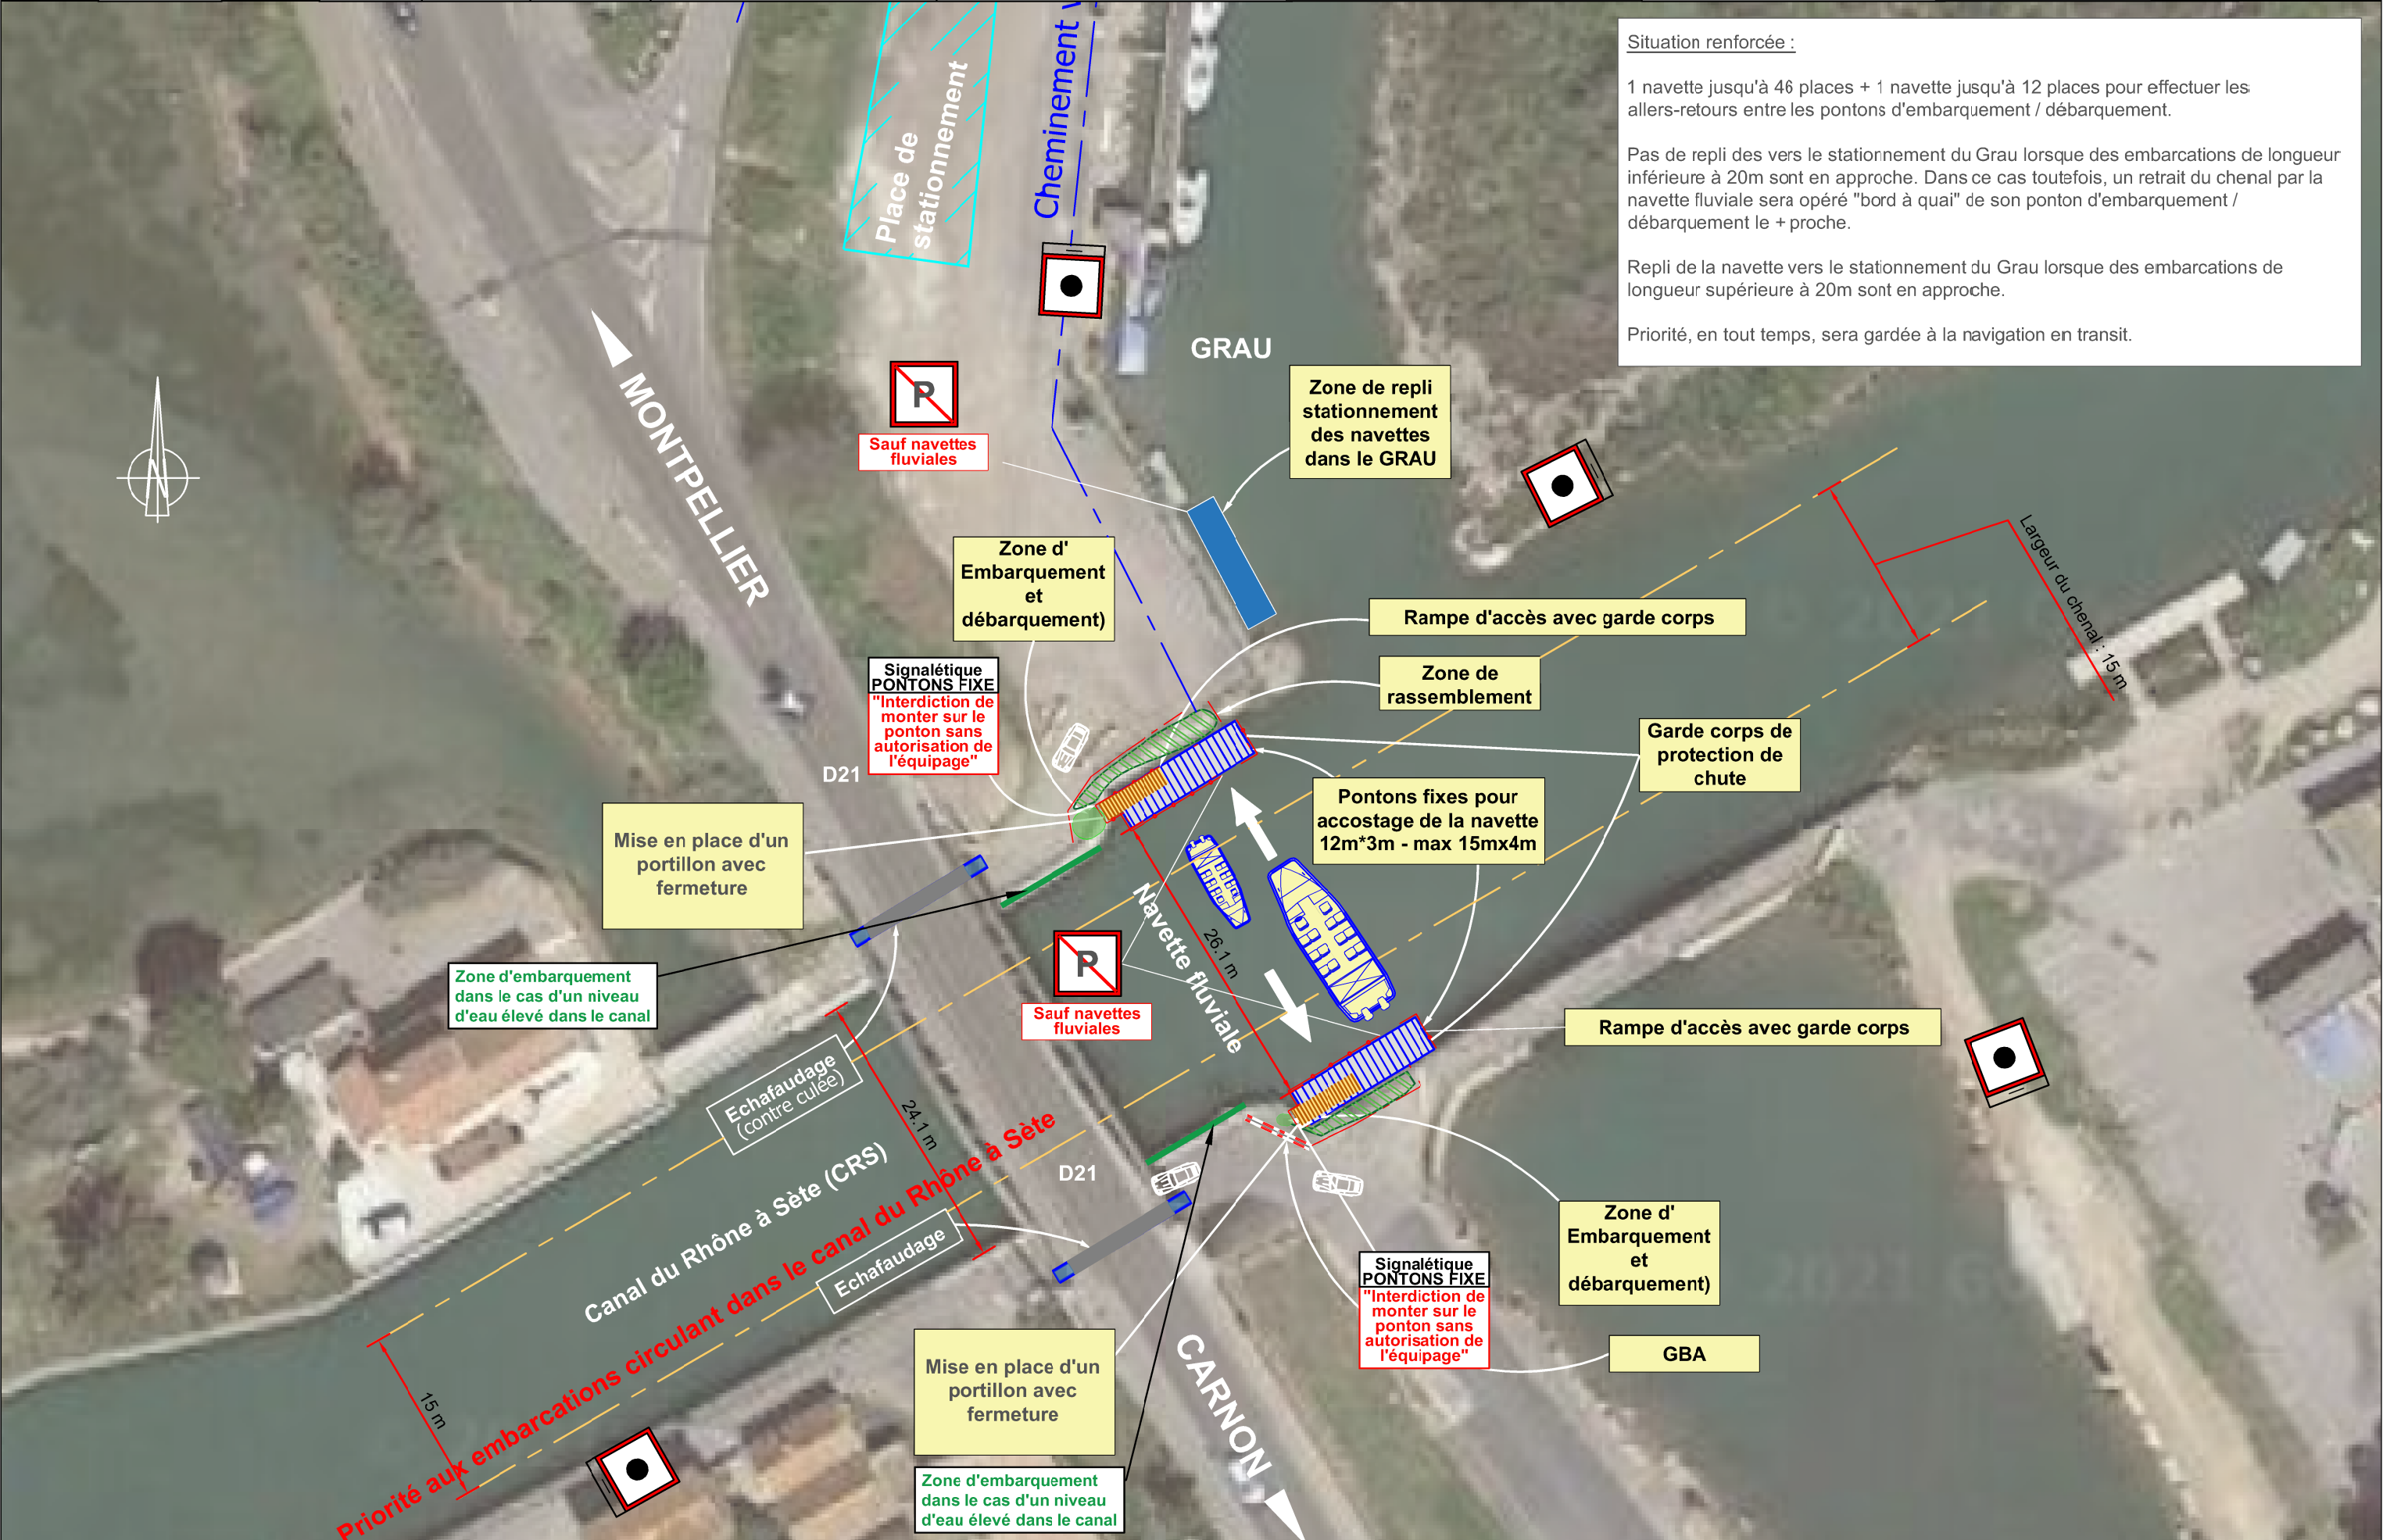 Situation renforcée :
1 navette jusqu'à 46 places + 1 navette jusqu'à 12 places pour effectuer les
allers-retours entre les pontons d'embarquement / débarquement.
Pas de repli des vers le stationnement du Grau lorsque des embarcations de longueur
inférieure à 20m sont en approche. Dans ce cas toutefois, un retrait du chenal par la
navette fluviale sera opéré "bord à quai" de son ponton d'embarquement /
débarquement le + proche.
Repli de la navette vers le stationnement du Grau lorsque des embarcations de
longueur supérieure à 20m sont en approche.
Priorité, en tout temps, sera gardée à la navigation en transit.
Place de
stationnement
Cheminement
GRAU
MONTPELLIER
N
P
Sauf navettes
fluviales
Zone de repli
stationnement
des navettes
dans le GRAU
Zone d'
Embarquement
et
débarquement)
Rampe d'accès avec garde corps
Zone de
rassemblement
Largeur du chenal : 15 m
Signalétique
PONTONS FIXE
"Interdiction de
monter sur le
ponton sans
autorisation de
l'équipage"
D21
Garde corps de
protection de
chute
Pontons fixes pour
accostage de la navette
12m*3m - max 15mx4m
Mise en place d'un
portillon avec
fermeture
Zone d'embarquement
dans le cas d'un niveau
d'eau élevé dans le canal
Navette fluviale
26.1 m
P
Sauf navettes
fluviales
Rampe d'accès avec garde corps
Echafaudage
(contre culée)
24.1 m
Canal du Rhône à Sète (CRS)
Priorité aux embarcations circulant dans le canal du Rhône à Sète
D21
Echafaudage
15 m
Zone d'
Embarquement
et
débarquement)
Signalétique
PONTONS FIXE
"Interdiction de
monter sur le
ponton sans
autorisation de
l'équipage"
GBA
Mise en place d'un
portillon avec
fermeture
CARNON
Zone d'embarquement
dans le cas d'un niveau
d'eau élevé dans le canal